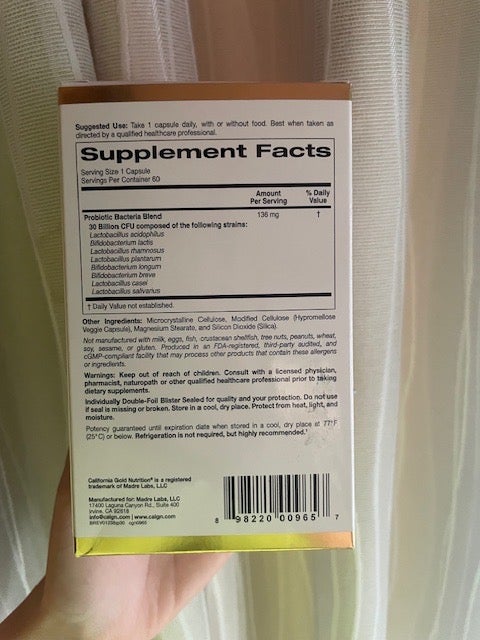 Suggested Use: Take 1 capsule daily, with or without food. Best when taken as
directed by a qualified healthcare professional.
Supplement Facts
Serving Size 1 Capsule
Servings Per Container 60
Amount Per Serving
% Daily Value
Probiotic Bacteria Blend 136 mg †
30 Billion CFU composed of the following strains:
Lactobacillus acidophilus
Bifidobacterium lactis
Lactobacillus rhamnosus
Lactobacillus plantarum
Bifidobacterium longum
Bifidobacterium breve
Lactobacillus casei
Lactobacillus salivarius
† Daily Value not established.
Other Ingredients: Microcrystalline Cellulose, Modified Cellulose (Hypromellose
Veggie Capsule), Magnesium Stearate, and Silicon Dioxide (Silica).
Not manufactured with milk, eggs, fish, crustacean shellfish, tree nuts, peanuts, wheat,
soy, sesame, or gluten. Produced in an FDA-registered, third-party audited, and
cGMP-compliant facility that may process other products that contain these allergens
or ingredients.
Warnings: Keep out of reach of children. Consult with a licensed physician,
pharmacist, naturopath or other qualified healthcare professional prior to taking
dietary supplements.
Individually Double-Foil Blister Sealed for quality and your protection. Do not use
if seal is missing or broken. Store in a cool, dry place. Protect from heat, light, and
moisture.
Potency guaranteed until expiration date when stored in a cool, dry place at 77°F
(25°C) or below. Refrigeration is not required, but highly recommended.
California Gold Nutrition® is a registered
trademark of Madre Labs, LLC
Manufactured for: Madre Labs, LLC
17400 Laguna Canyon Rd., Suite 400
Irvine, CA 92618
info@calgn.com | www.calgn.com
8 98220 00965 7